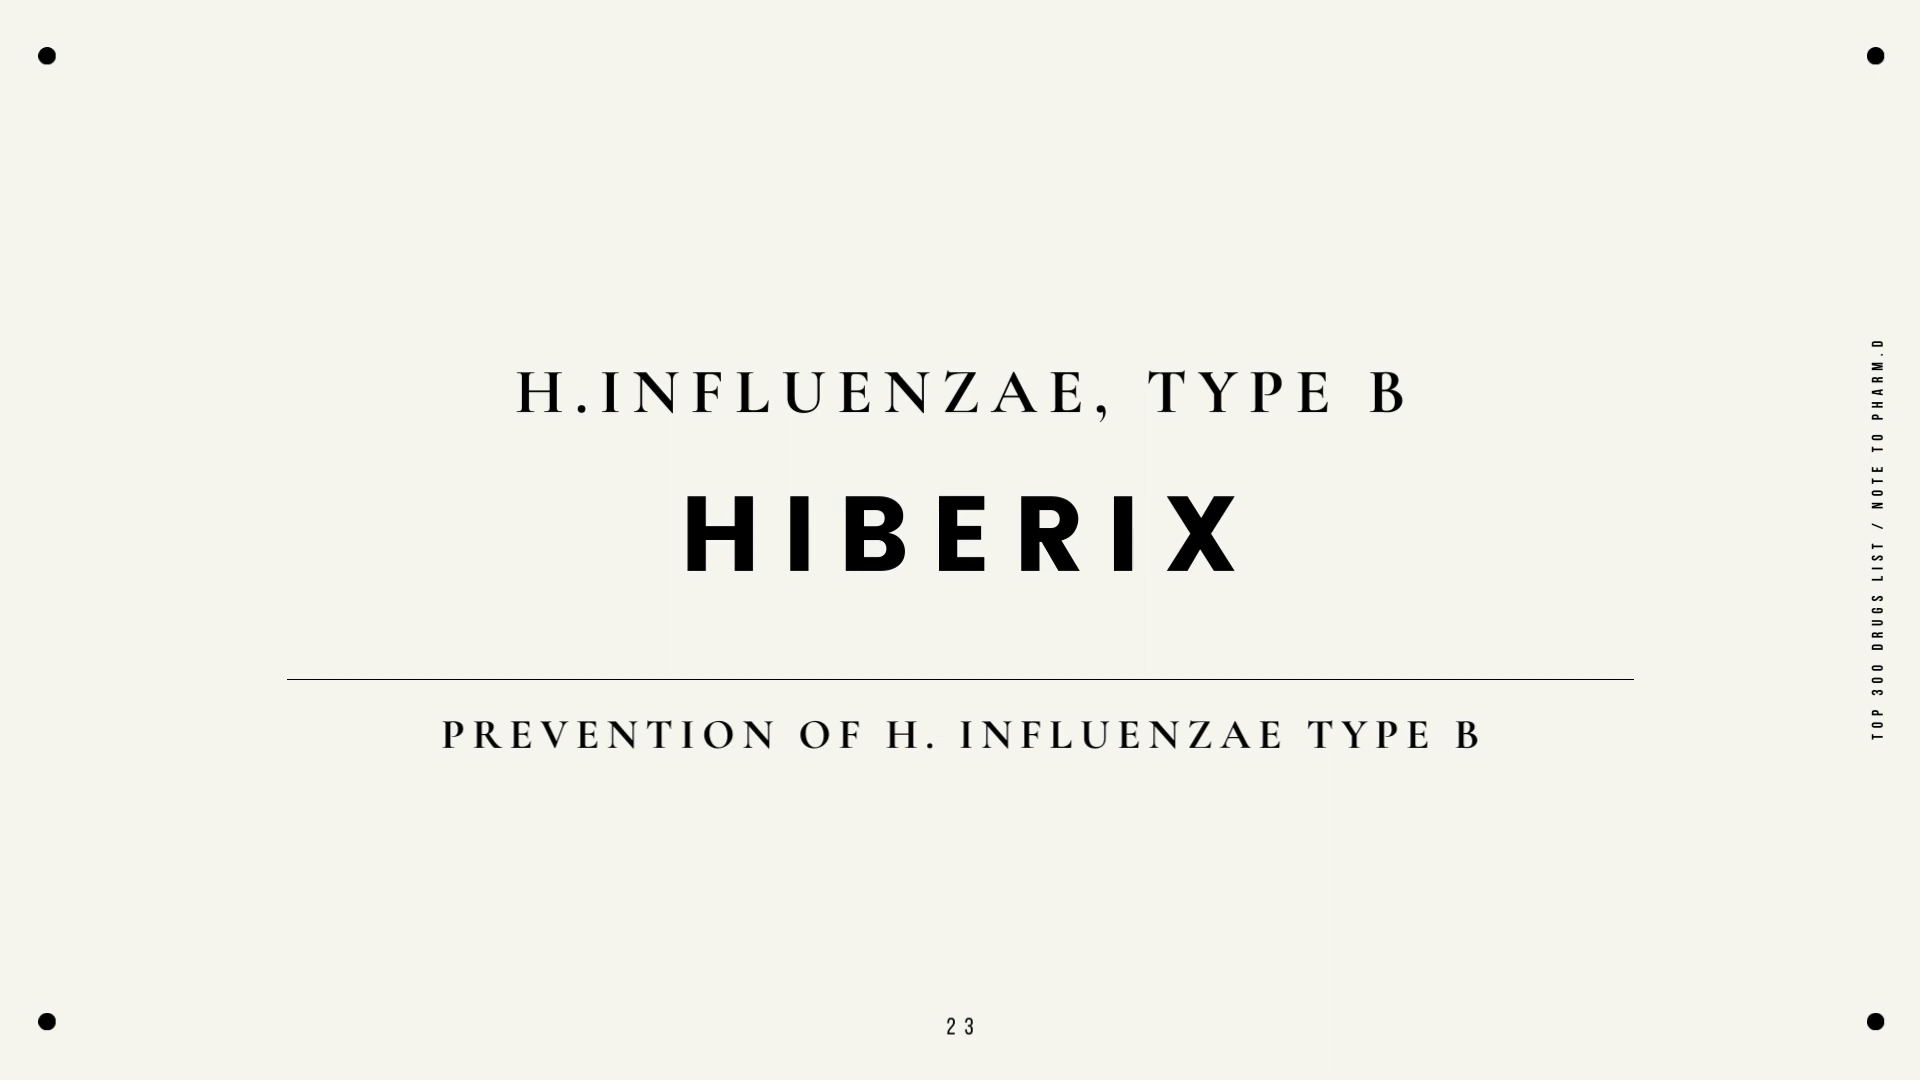 H.INFLUENZAE, TYPE B
HIBERIX
PREVENTION OF H. INFLUENZAE TYPE B
TOP 300 DRUGS LIST / NOTE TO PHARM.D
23